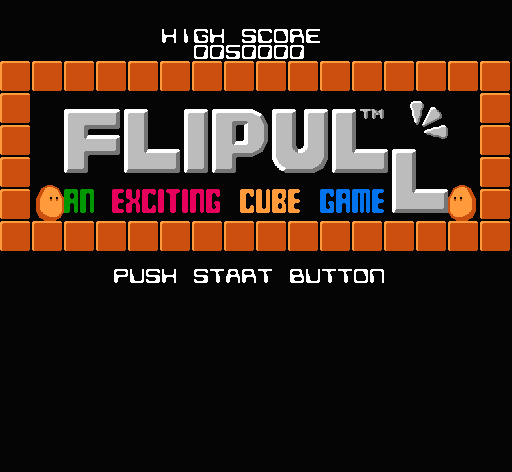 HIGH SCORE
0050000
FLIPULL™
AN EXCITING CUBE GAME
PUSH START BUTTON